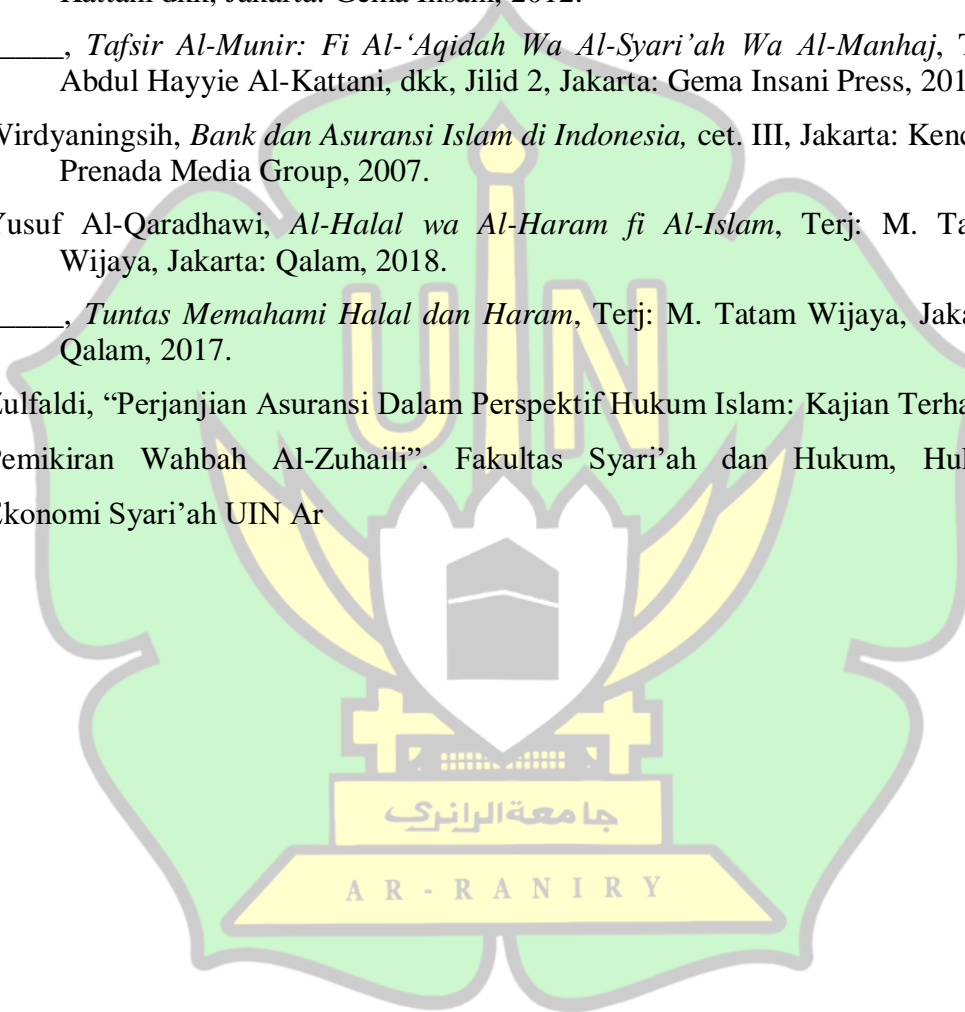 Kattani dkk, Jakarta: Gema Insani, 2012.
____, Tafsir Al-Munir: Fi Al-‘Aqidah Wa Al-Syari’ah Wa Al-Manhaj, T
Abdul Hayyie Al-Kattani, dkk, Jilid 2, Jakarta: Gema Insani Press, 201
Wirdyaningsih, Bank dan Asuransi Islam di Indonesia, cet. III, Jakarta: Kenc
Prenada Media Group, 2007.
Yusuf Al-Qaradhawi, Al-Halal wa Al-Haram fi Al-Islam, Terj: M. Ta
Wijaya, Jakarta: Qalam, 2018.
____, Tuntas Memahami Halal dan Haram, Terj: M. Tatam Wijaya, Jaka
Qalam, 2017.
Zulfaldi, “Perjanjian Asuransi Dalam Perspektif Hukum Islam: Kajian Terha
Pemikiran Wahbah Al-Zuhaili”. Fakultas Syari’ah dan Hukum, Hu
Ekonomi Syari’ah UIN Ar
UIN
جامعةالرانري
AR-RANIRY